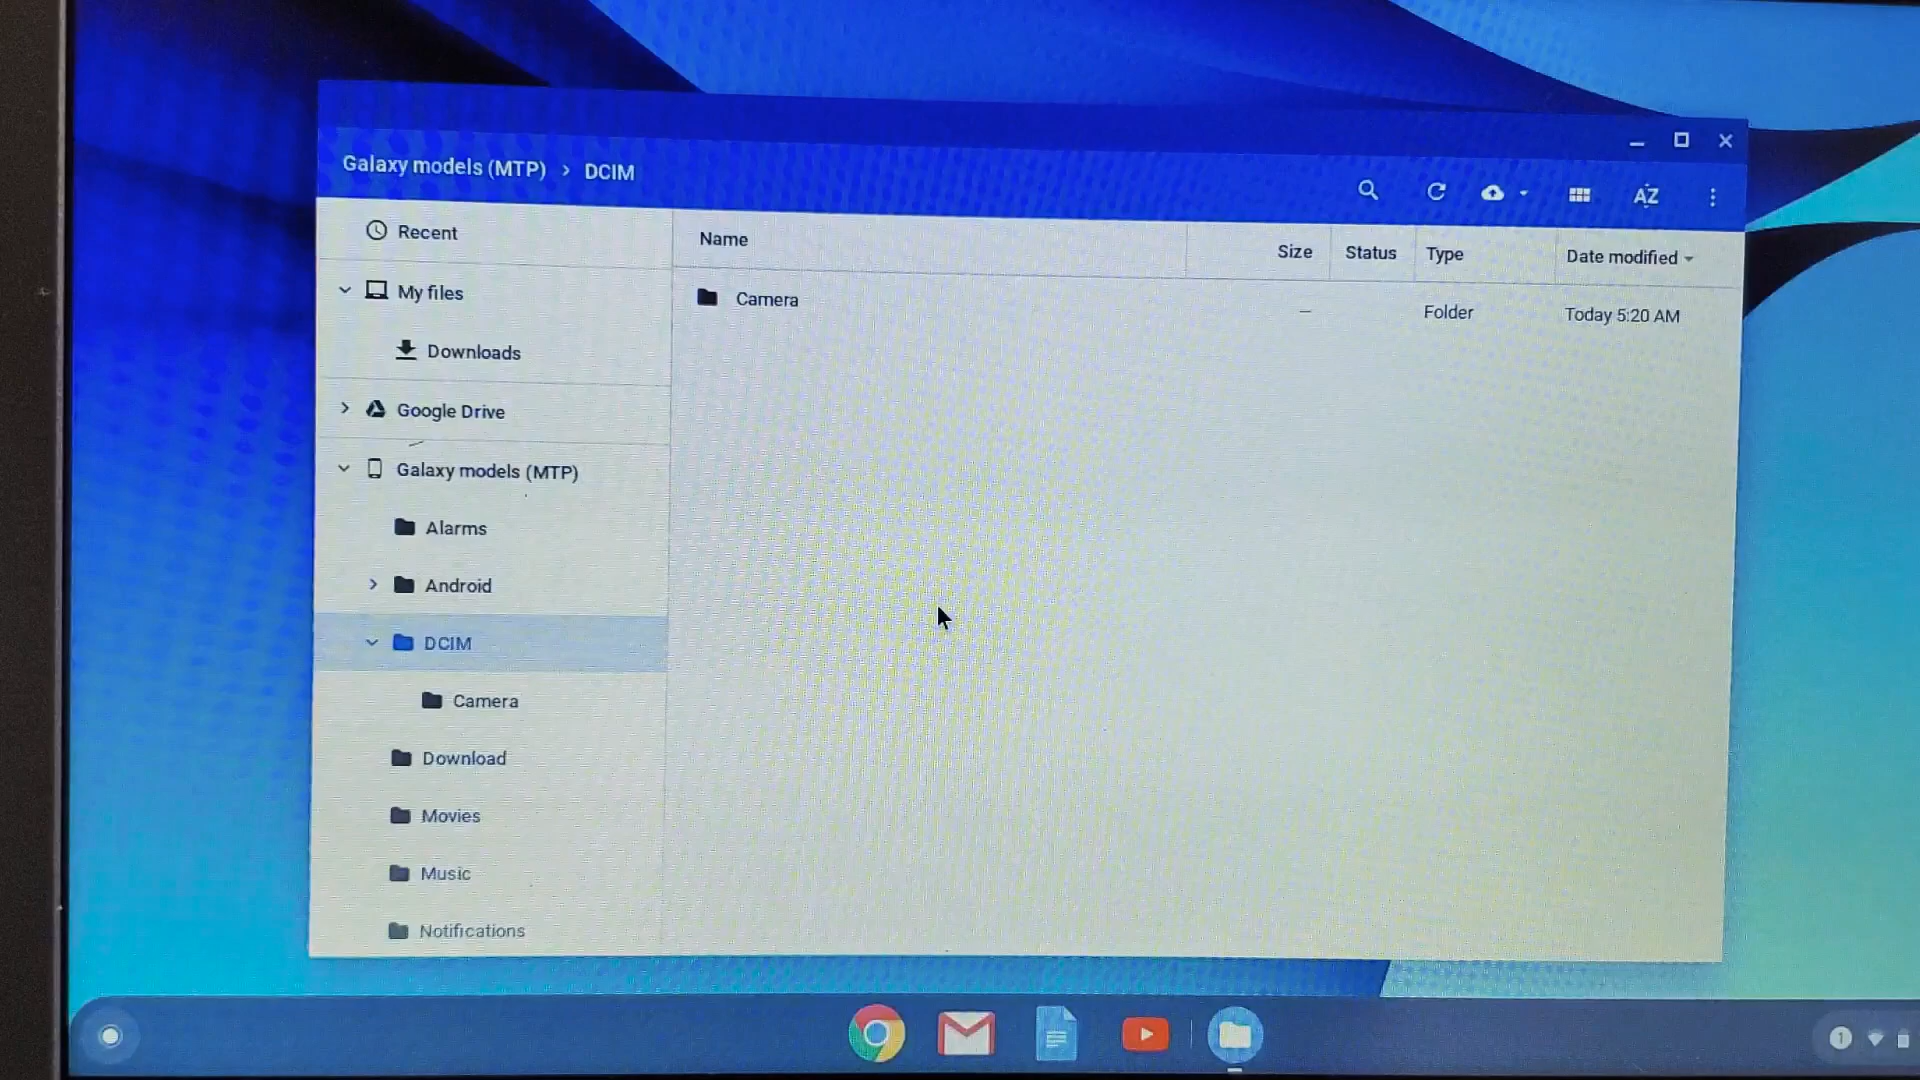 Galaxy models (MTP) > DCIM
AZ
Recent
My files
Downloads
Google Drive
Galaxy models (MTP)
Alarms
Android
DCIM
Camera
Download
Movies
Music
Notifications
Name Size Status Type Date modified
Camera — Folder Today 5:20 AM
1